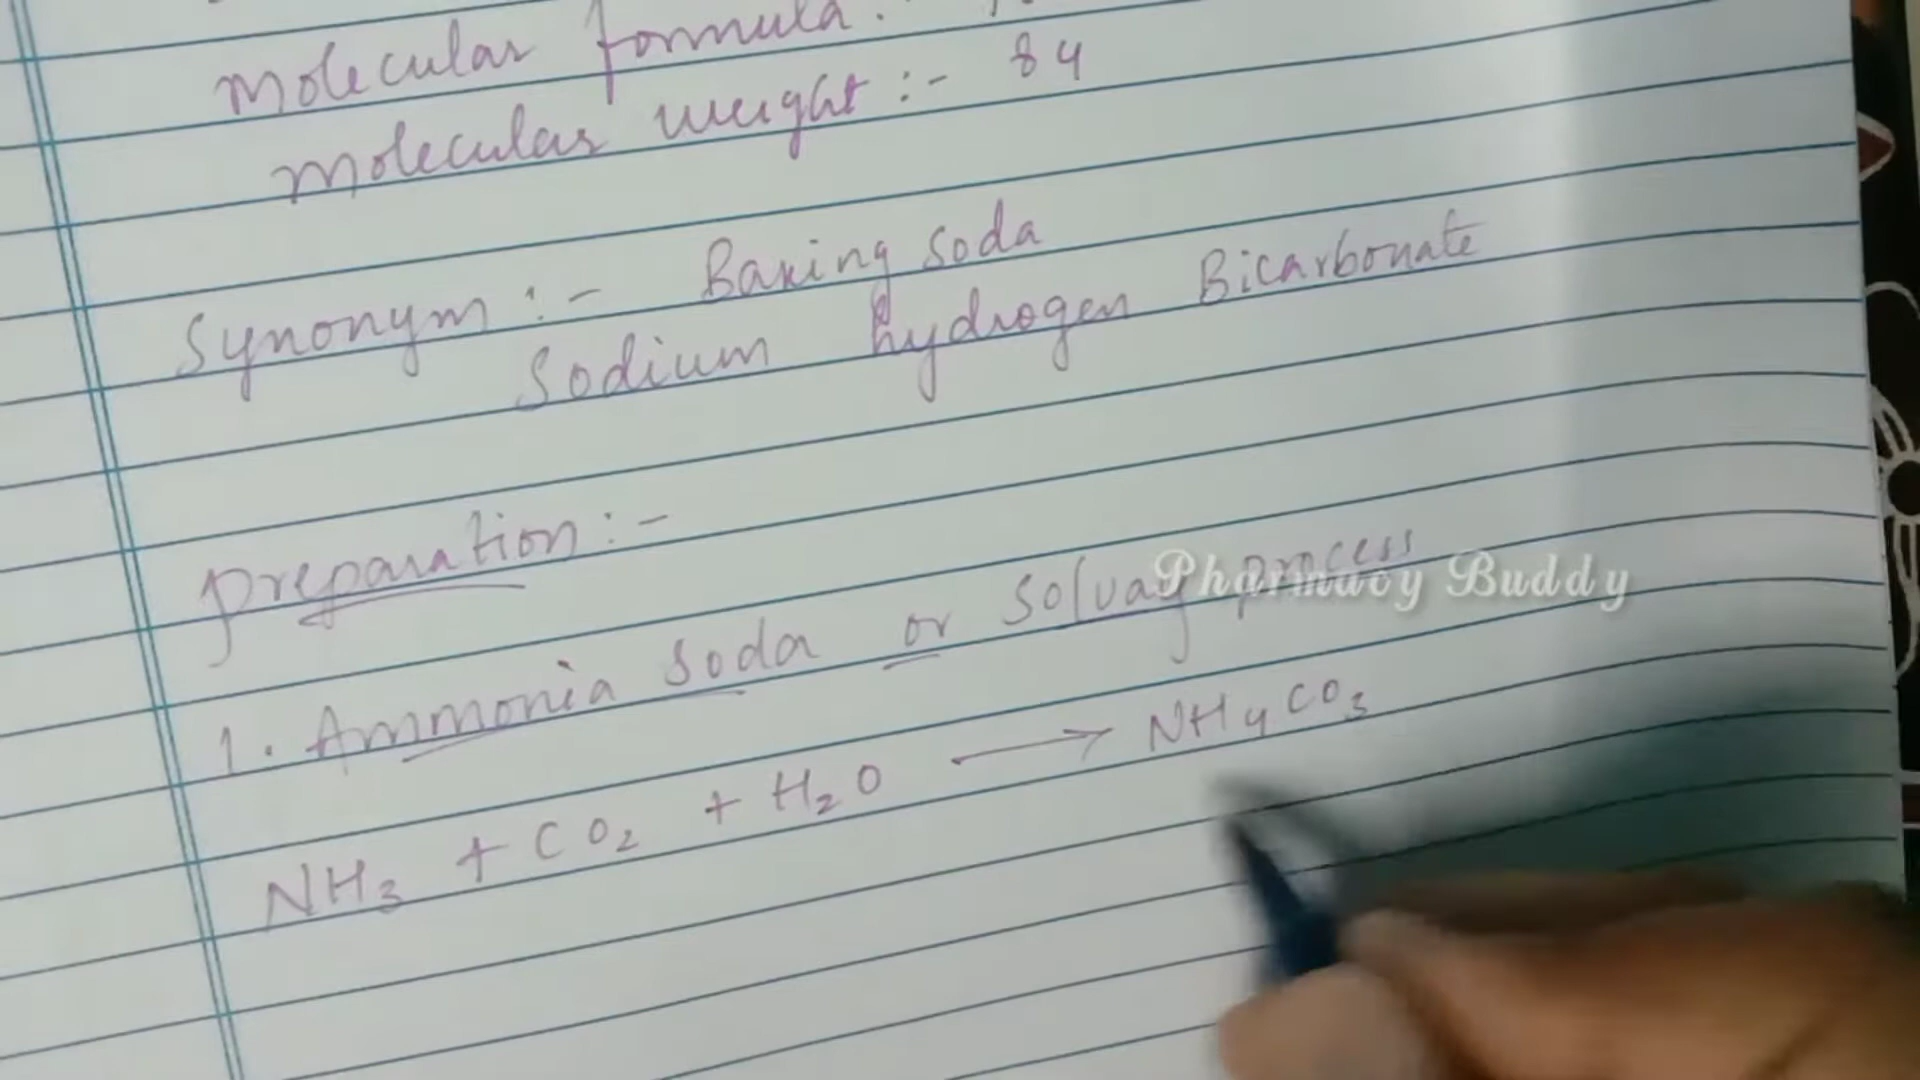 Molecular formula :
Molecular weight :- 84
Synonym :- Baking soda
Sodium hydrogen Bicarbonate
Preparation :-
1. Ammonia soda or solvay process
Pharmacy Buddy
NH3 + CO2 + H2O → NH4CO3